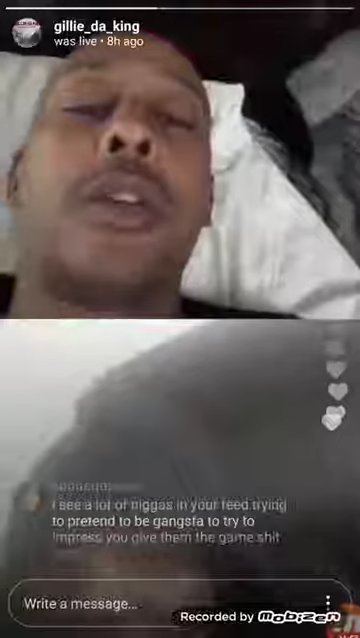 gillie_da_king
was live • 8h ago
I see a lot of niggas in your feed trying
to pretend to be gangsta to try to
impress you give them the game shit
Write a message...
Recorded by Mobizen